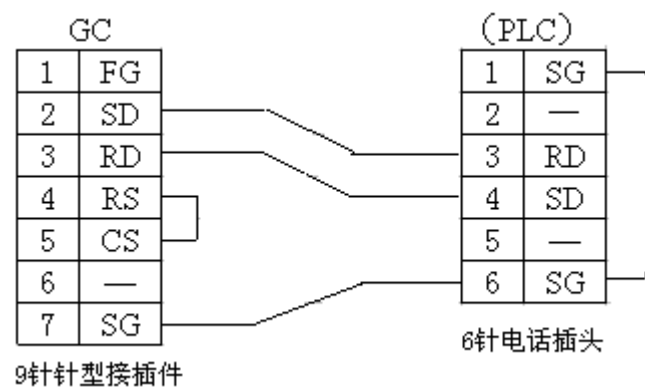 GC
1 FG
2 SD
3 RD
4 RS
5 CS
6 —
7 SG
9针针型接插件
(PLC)
1 SG
2 —
3 RD
4 SD
5 —
6 SG
6针电话插头